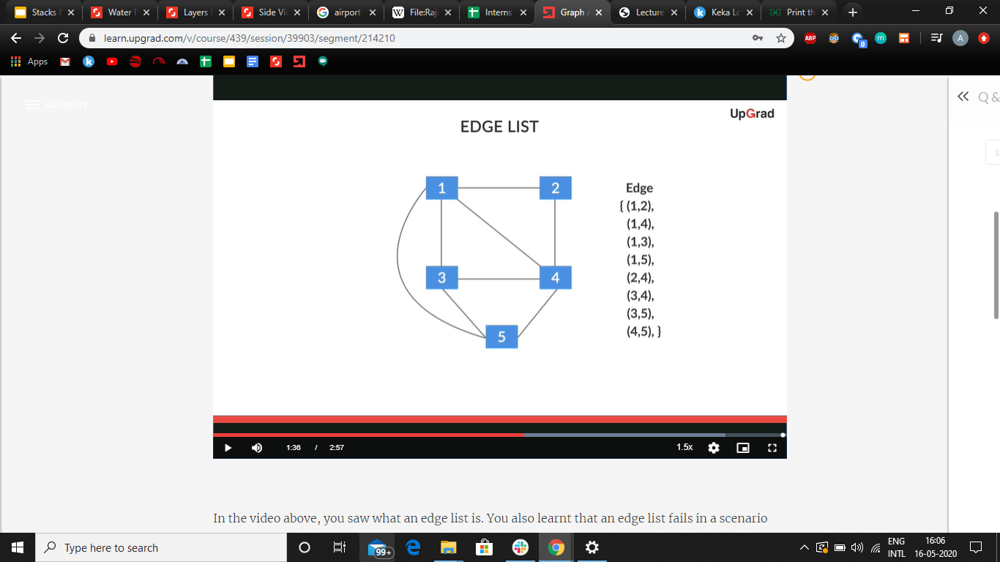 Stacks
Water
Layers
Side Vi
airport
File:Raj
Interns
Graph
Lecture
Keka Lo
Print th
learn.upgrad.com/v/course/439/session/39903/segment/214210
ABP
0
m
A
Apps
NAVIGATE
Q &
UpGrad
EDGE LIST
1
2
3
4
5
Edge
{ (1,2),
(1,4),
(1,3),
(1,5),
(2,4),
(3,4),
(3,5),
(4,5), }
1:36 / 2:57
1.5x
In the video above, you saw what an edge list is. You also learnt that an edge list fails in a scenario
Type here to search
99+
ENG
INTL
16:06
16-05-2020